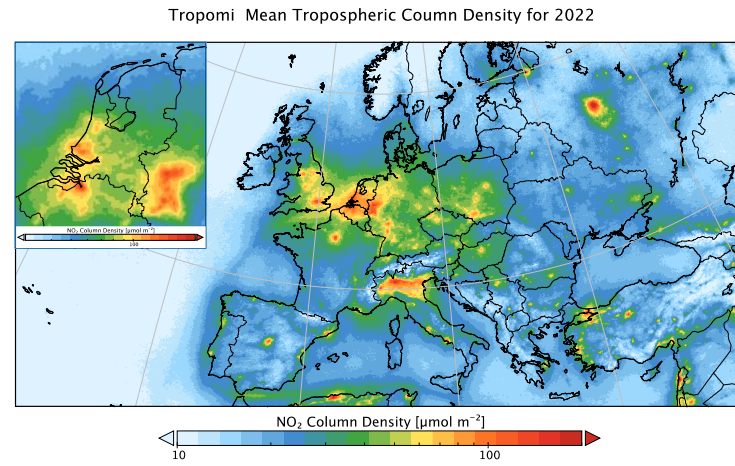 Tropomi  Mean Tropospheric Coumn Density for 2022
NO₂ Column Density [μmol m⁻²]
100
NO₂ Column Density [μmol m⁻²]
10 100